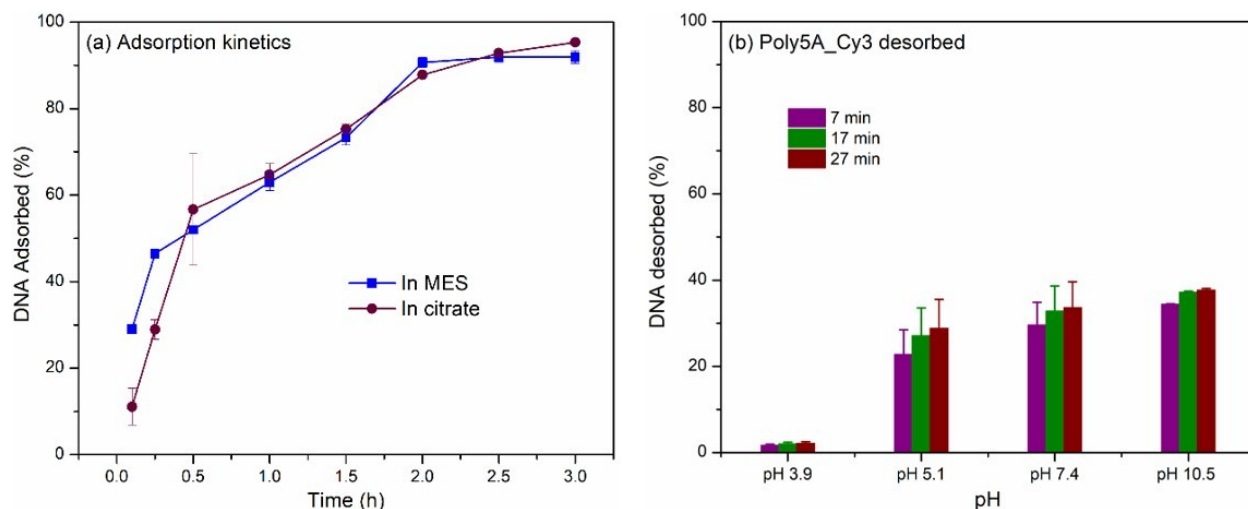 (a) Adsorption kinetics
DNA Adsorbed (%)
100
80
60
40
20
0
In MES
In citrate
0.0 0.5 1.0 1.5 2.0 2.5 3.0
Time (h)
(b) Poly5A_Cy3 desorbed
DNA desorbed (%)
100
80
60
40
20
0
7 min
17 min
27 min
pH 3.9 pH 5.1 pH 7.4 pH 10.5
pH